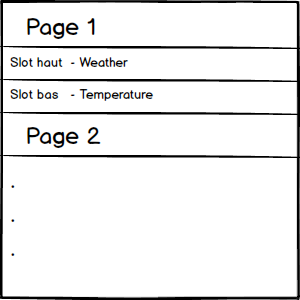 Page 1
Slot haut - Weather
Slot bas - Temperature
Page 2
.
.
.